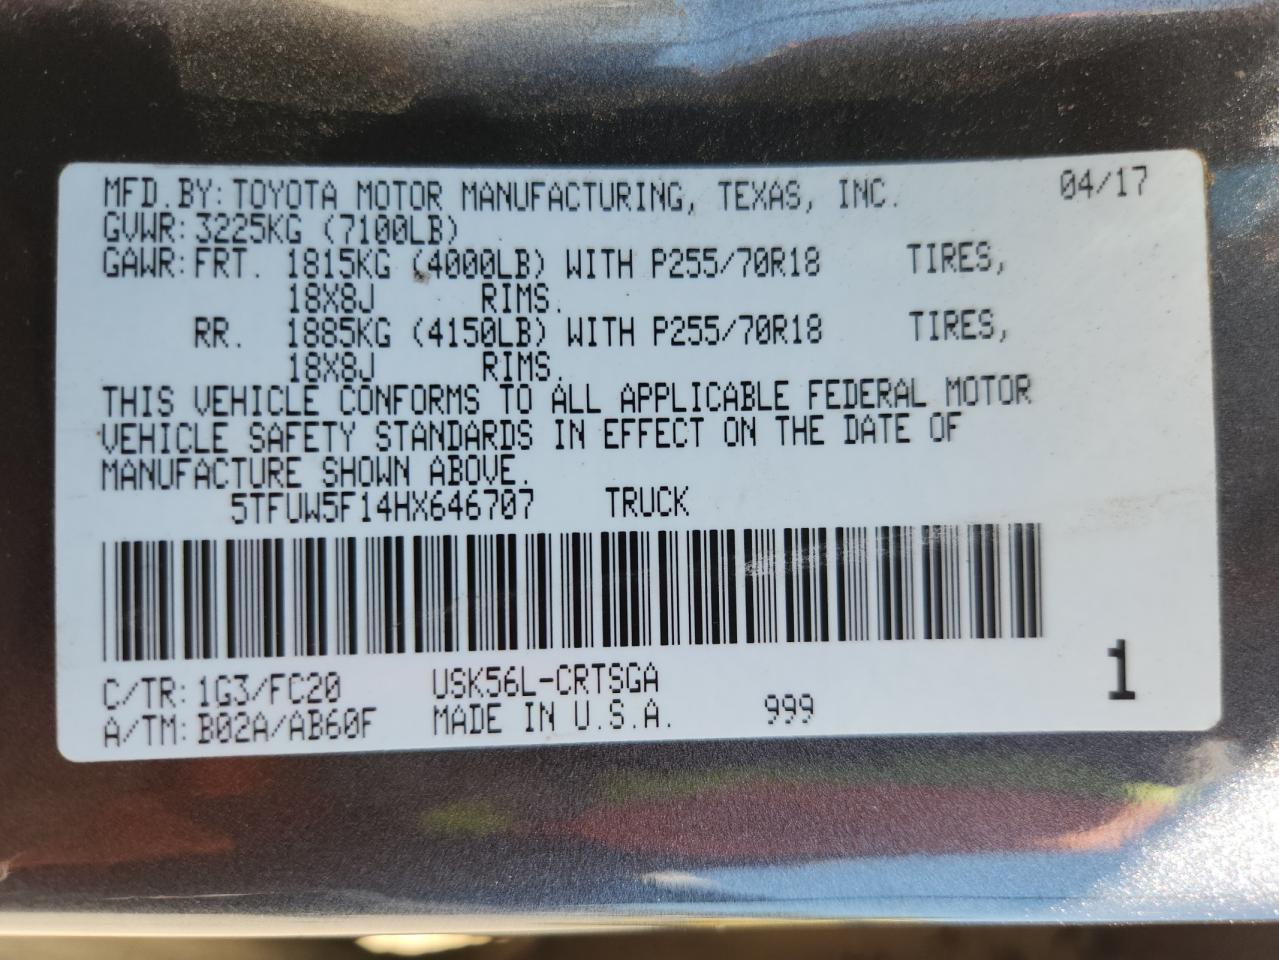 MFD.BY: TOYOTA MOTOR MANUFACTURING, TEXAS, INC. 04/17
GVWR: 3225KG (7100LB)
GAWR: FRT. 1815KG (4000LB) WITH P255/70R18 TIRES,
18X8J RIMS.
RR. 1885KG (4150LB) WITH P255/70R18 TIRES,
18X8J RIMS.
THIS VEHICLE CONFORMS TO ALL APPLICABLE FEDERAL MOTOR
VEHICLE SAFETY STANDARDS IN EFFECT ON THE DATE OF
MANUFACTURE SHOWN ABOVE.
5TFUW5F14HX646707 TRUCK
C/TR: 1G3/FC20 USK56L-CRTSGA
A/TM: B02A/AB60F MADE IN U.S.A. 999 1